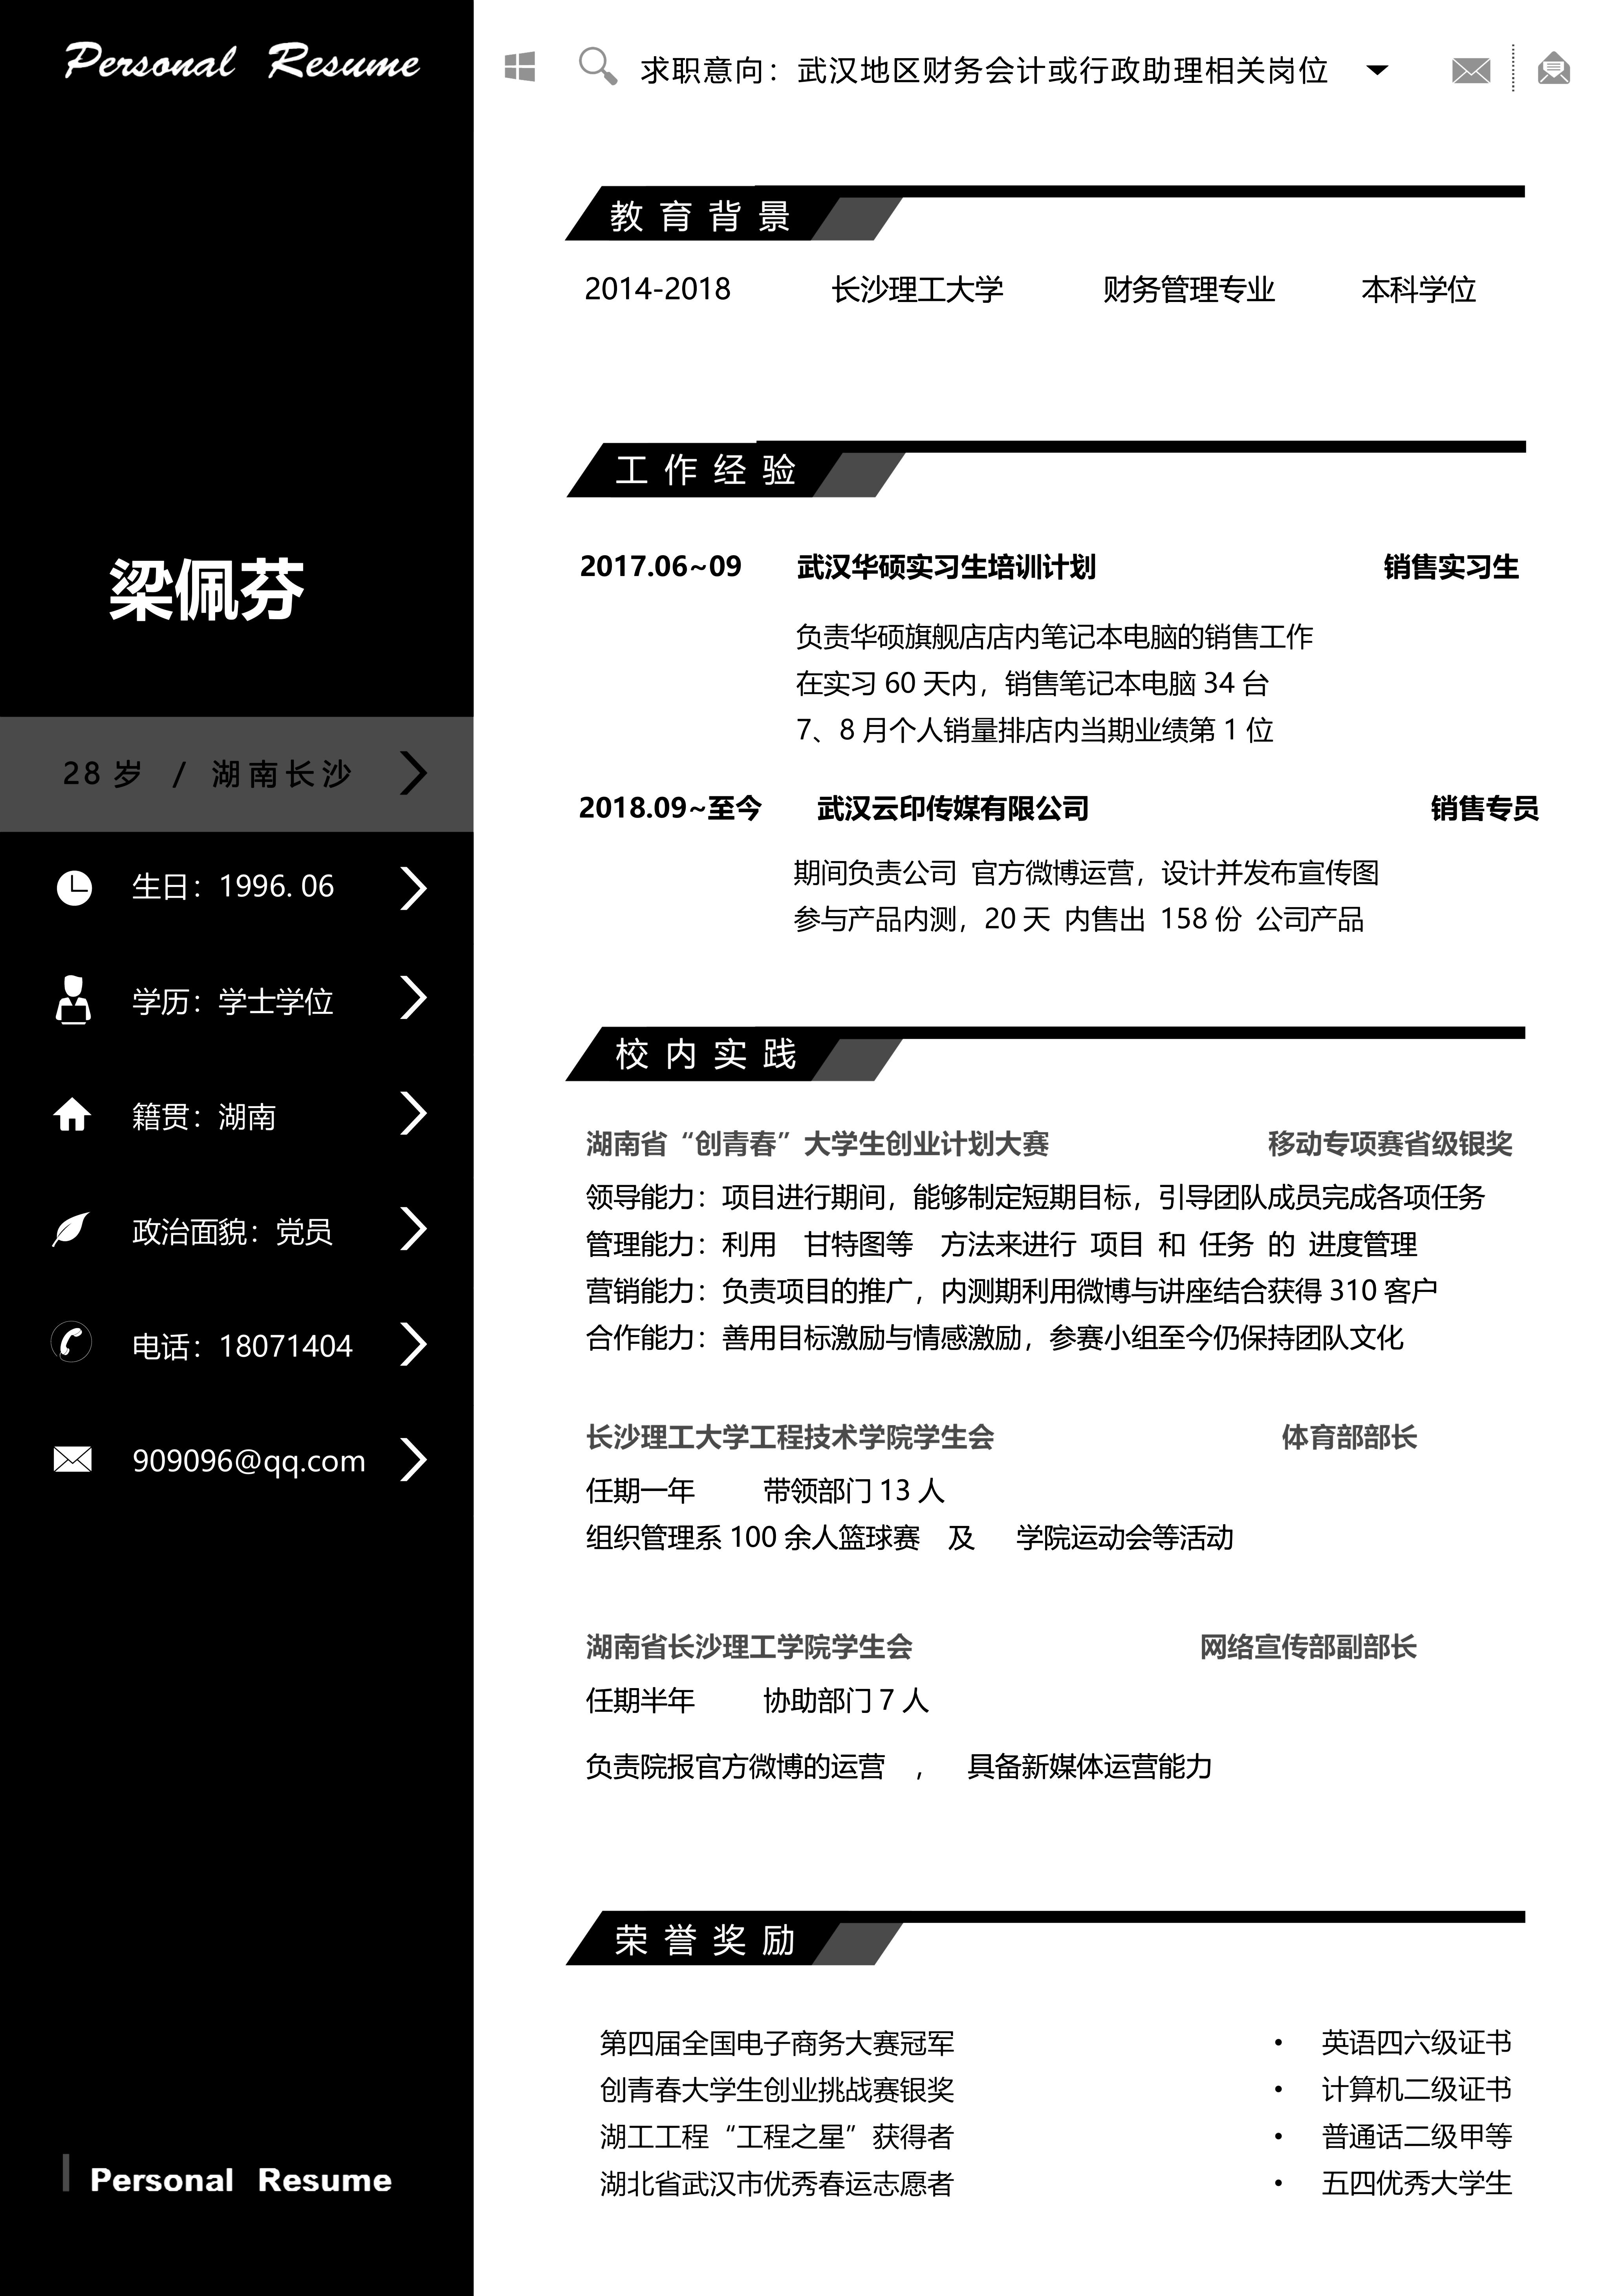 Personal Resume
梁佩芬
28 岁 / 湖南长沙
生日：1996. 06
学历：学士学位
籍贯：湖南
政治面貌：党员
电话：18071404
909096@qq.com
Personal Resume
求职意向：武汉地区财务会计或行政助理相关岗位
教育背景
2014-2018 长沙理工大学 财务管理专业 本科学位
工作经验
2017.06~09 武汉华硕实习生培训计划 销售实习生
负责华硕旗舰店店内笔记本电脑的销售工作
在实习 60 天内，销售笔记本电脑 34 台
7、8 月个人销量排店内当期业绩第 1 位
2018.09~至今 武汉云印传媒有限公司 销售专员
期间负责公司 官方微博运营，设计并发布宣传图
参与产品内测，20 天 内售出 158 份 公司产品
校内实践
湖南省“创青春”大学生创业计划大赛 移动专项赛省级银奖
领导能力：项目进行期间，能够制定短期目标，引导团队成员完成各项任务
管理能力：利用 甘特图等 方法来进行 项目 和 任务 的 进度管理
营销能力：负责项目的推广，内测期利用微博与讲座结合获得 310 客户
合作能力：善用目标激励与情感激励，参赛小组至今仍保持团队文化
长沙理工大学工程技术学院学生会 体育部部长
任期一年 带领部门 13 人
组织管理系 100 余人篮球赛 及 学院运动会等活动
湖南省长沙理工学院学生会 网络宣传部副部长
任期半年 协助部门 7 人
负责院报官方微博的运营 ， 具备新媒体运营能力
荣誉奖励
第四届全国电子商务大赛冠军 • 英语四六级证书
创青春大学生创业挑战赛银奖 • 计算机二级证书
湖工工程“工程之星”获得者 • 普通话二级甲等
湖北省武汉市优秀春运志愿者 • 五四优秀大学生